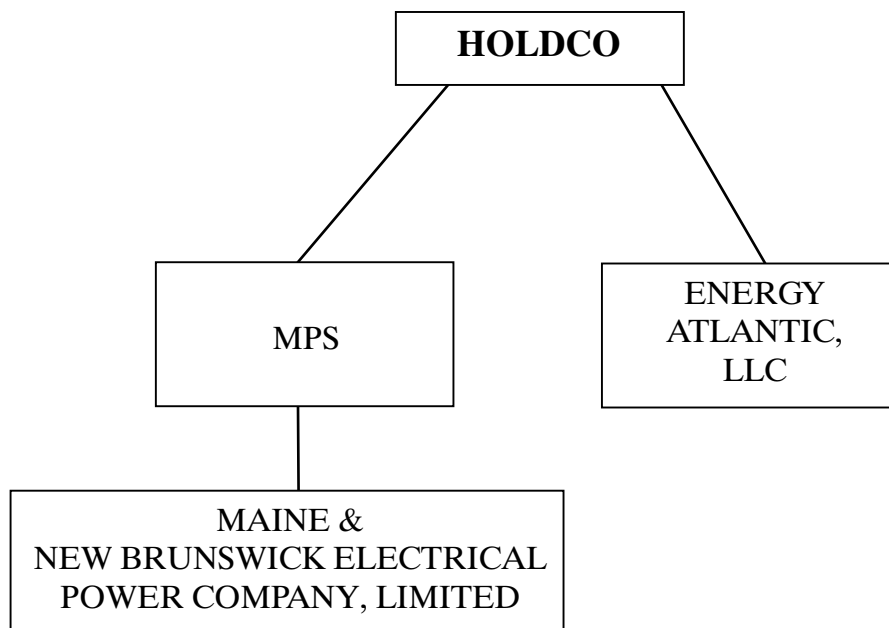 HOLDCO
MPS
ENERGY
ATLANTIC,
LLC
MAINE &
NEW BRUNSWICK ELECTRICAL
POWER COMPANY, LIMITED